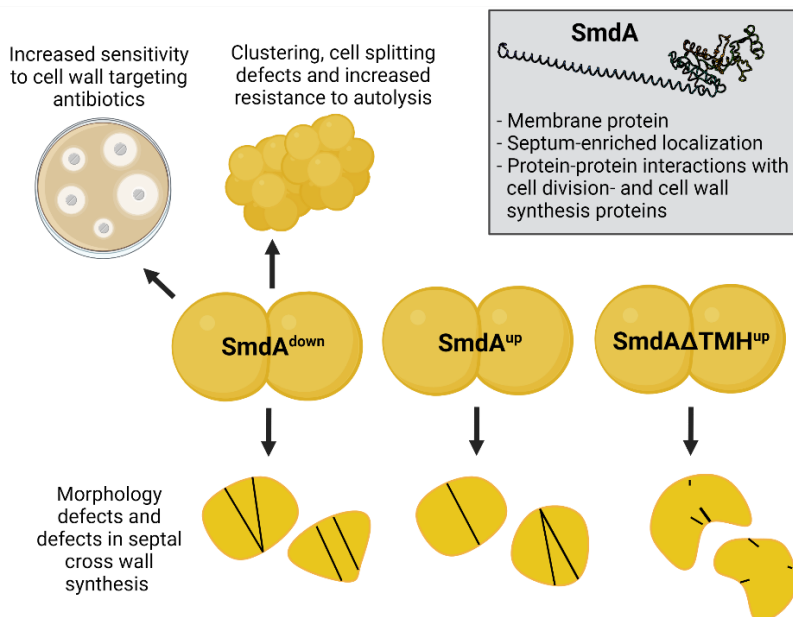 Increased sensitivity
to cell wall targeting
antibiotics
Clustering, cell splitting
defects and increased
resistance to autolysis
SmdA
- Membrane protein
- Septum-enriched localization
- Protein-protein interactions with
cell division- and cell wall
synthesis proteins
SmdAdown
SmdAup
SmdAΔTMHup
Morphology
defects and
defects in septal
cross wall
synthesis